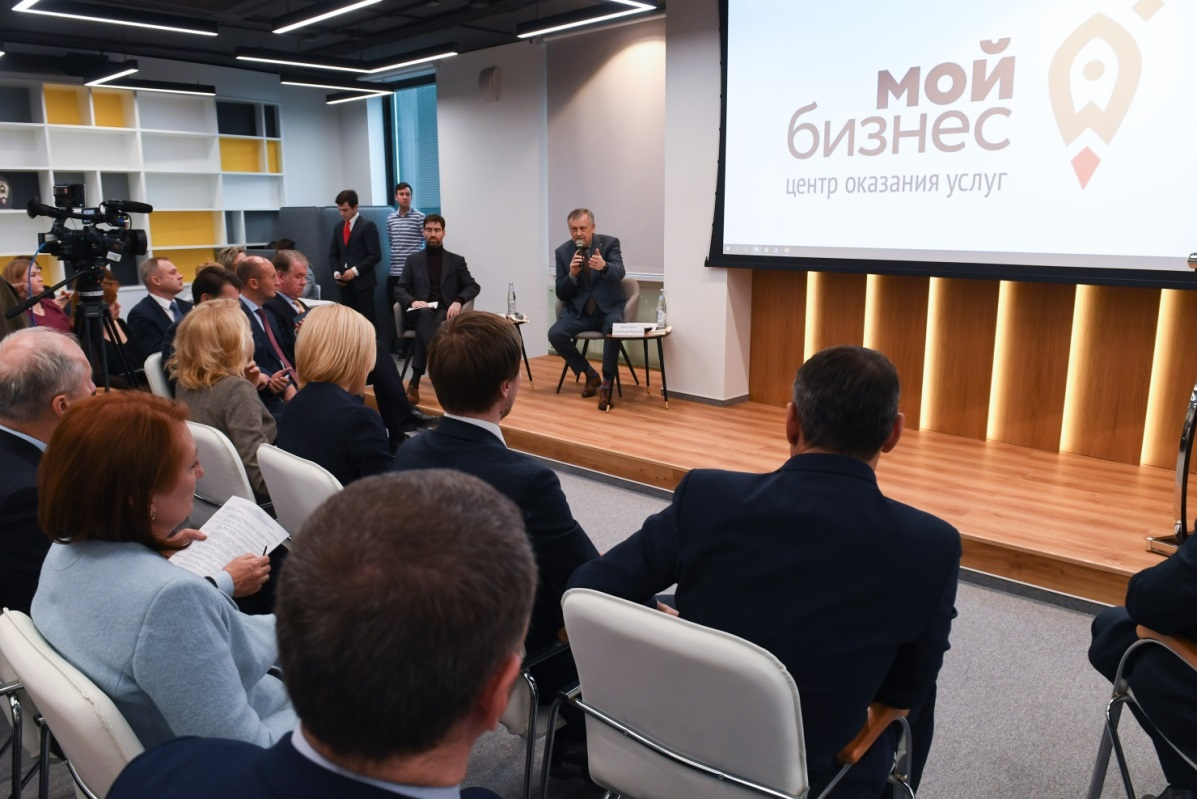 мой
бизнес
центр оказания услуг